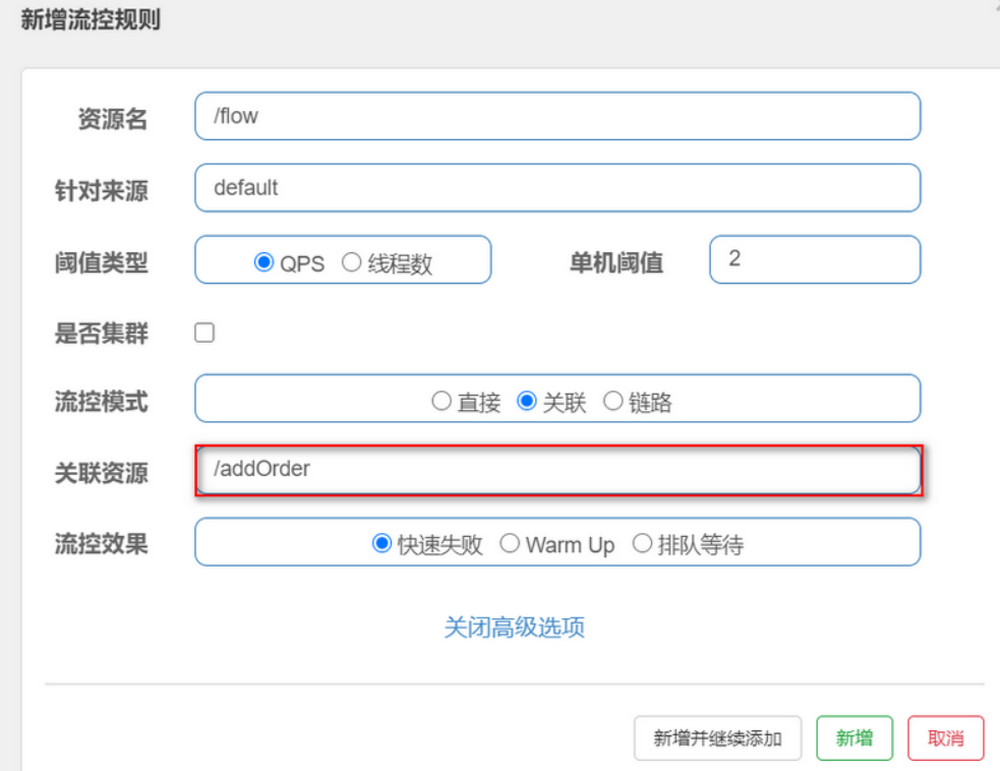 新增流控规则
资源名 /flow
针对来源 default
阈值类型 QPS 线程数 单机阈值 2
是否集群
流控模式 直接 关联 链路
关联资源 /addOrder
流控效果 快速失败 Warm Up 排队等待
关闭高级选项
新增并继续添加 新增 取消